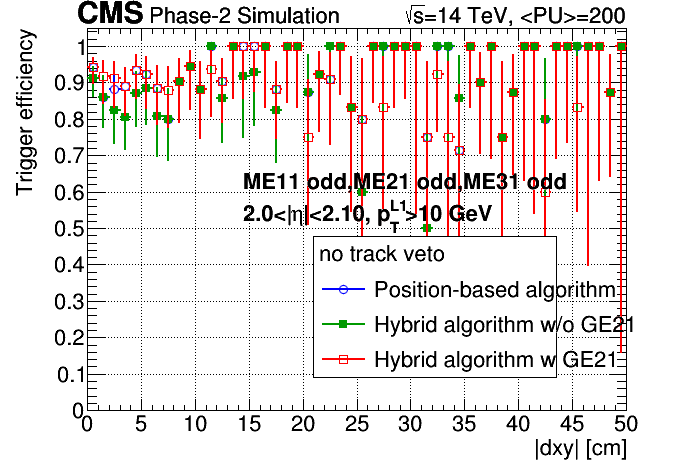 CMS Phase-2 Simulation √s=14 TeV, <PU>=200
Trigger efficiency
1
0.9
0.8
0.7
0.6
0.5
0.4
0.3
0.2
0.1
0
ME11 odd,ME21 odd,ME31 odd
2.0<|η|<2.10, p_T^L1>10 GeV
no track veto
Position-based algorithm
Hybrid algorithm w/o GE21
Hybrid algorithm w GE21
0 5 10 15 20 25 30 35 40 45 50
|dxy| [cm]